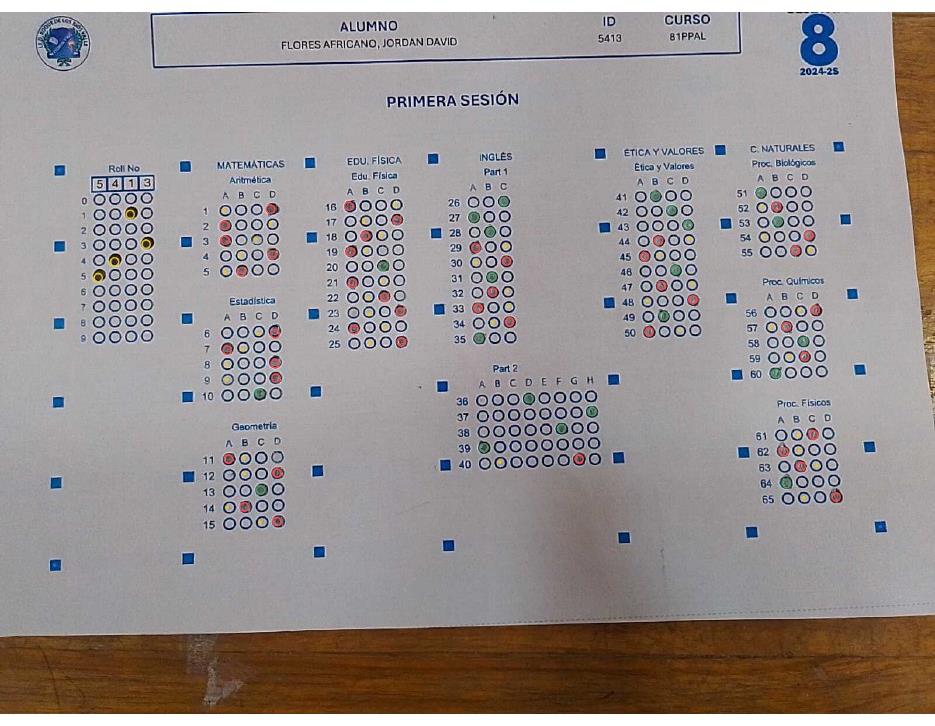 ALUMNO ID CURSO
FLORES AFRICANO, JORDAN DAVID 5413 81PPAL
8
2024-2S
PRIMERA SESIÓN
Roll No
5 4 1 3
0
1
2
3
4
5
6
7
8
9
MATEMÁTICAS
Aritmética
A B C D
1
2
3
4
5
Estadística
A B C D
6
7
8
9
10
Geometría
A B C D
11
12
13
14
15
EDU. FÍSICA
Edu. Física
A B C D
16
17
18
19
20
21
22
23
24
25
INGLÉS
Part 1
A B C
26
27
28
29
30
31
32
33
34
35
Part 2
A B C D E F G H
36
37
38
39
40
ÉTICA Y VALORES
Ética y Valores
A B C D
41
42
43
44
45
46
47
48
49
50
C. NATURALES
Proc. Biológicos
A B C D
51
52
53
54
55
Proc. Químicos
A B C D
56
57
58
59
60
Proc. Físicos
A B C D
61
62
63
64
65